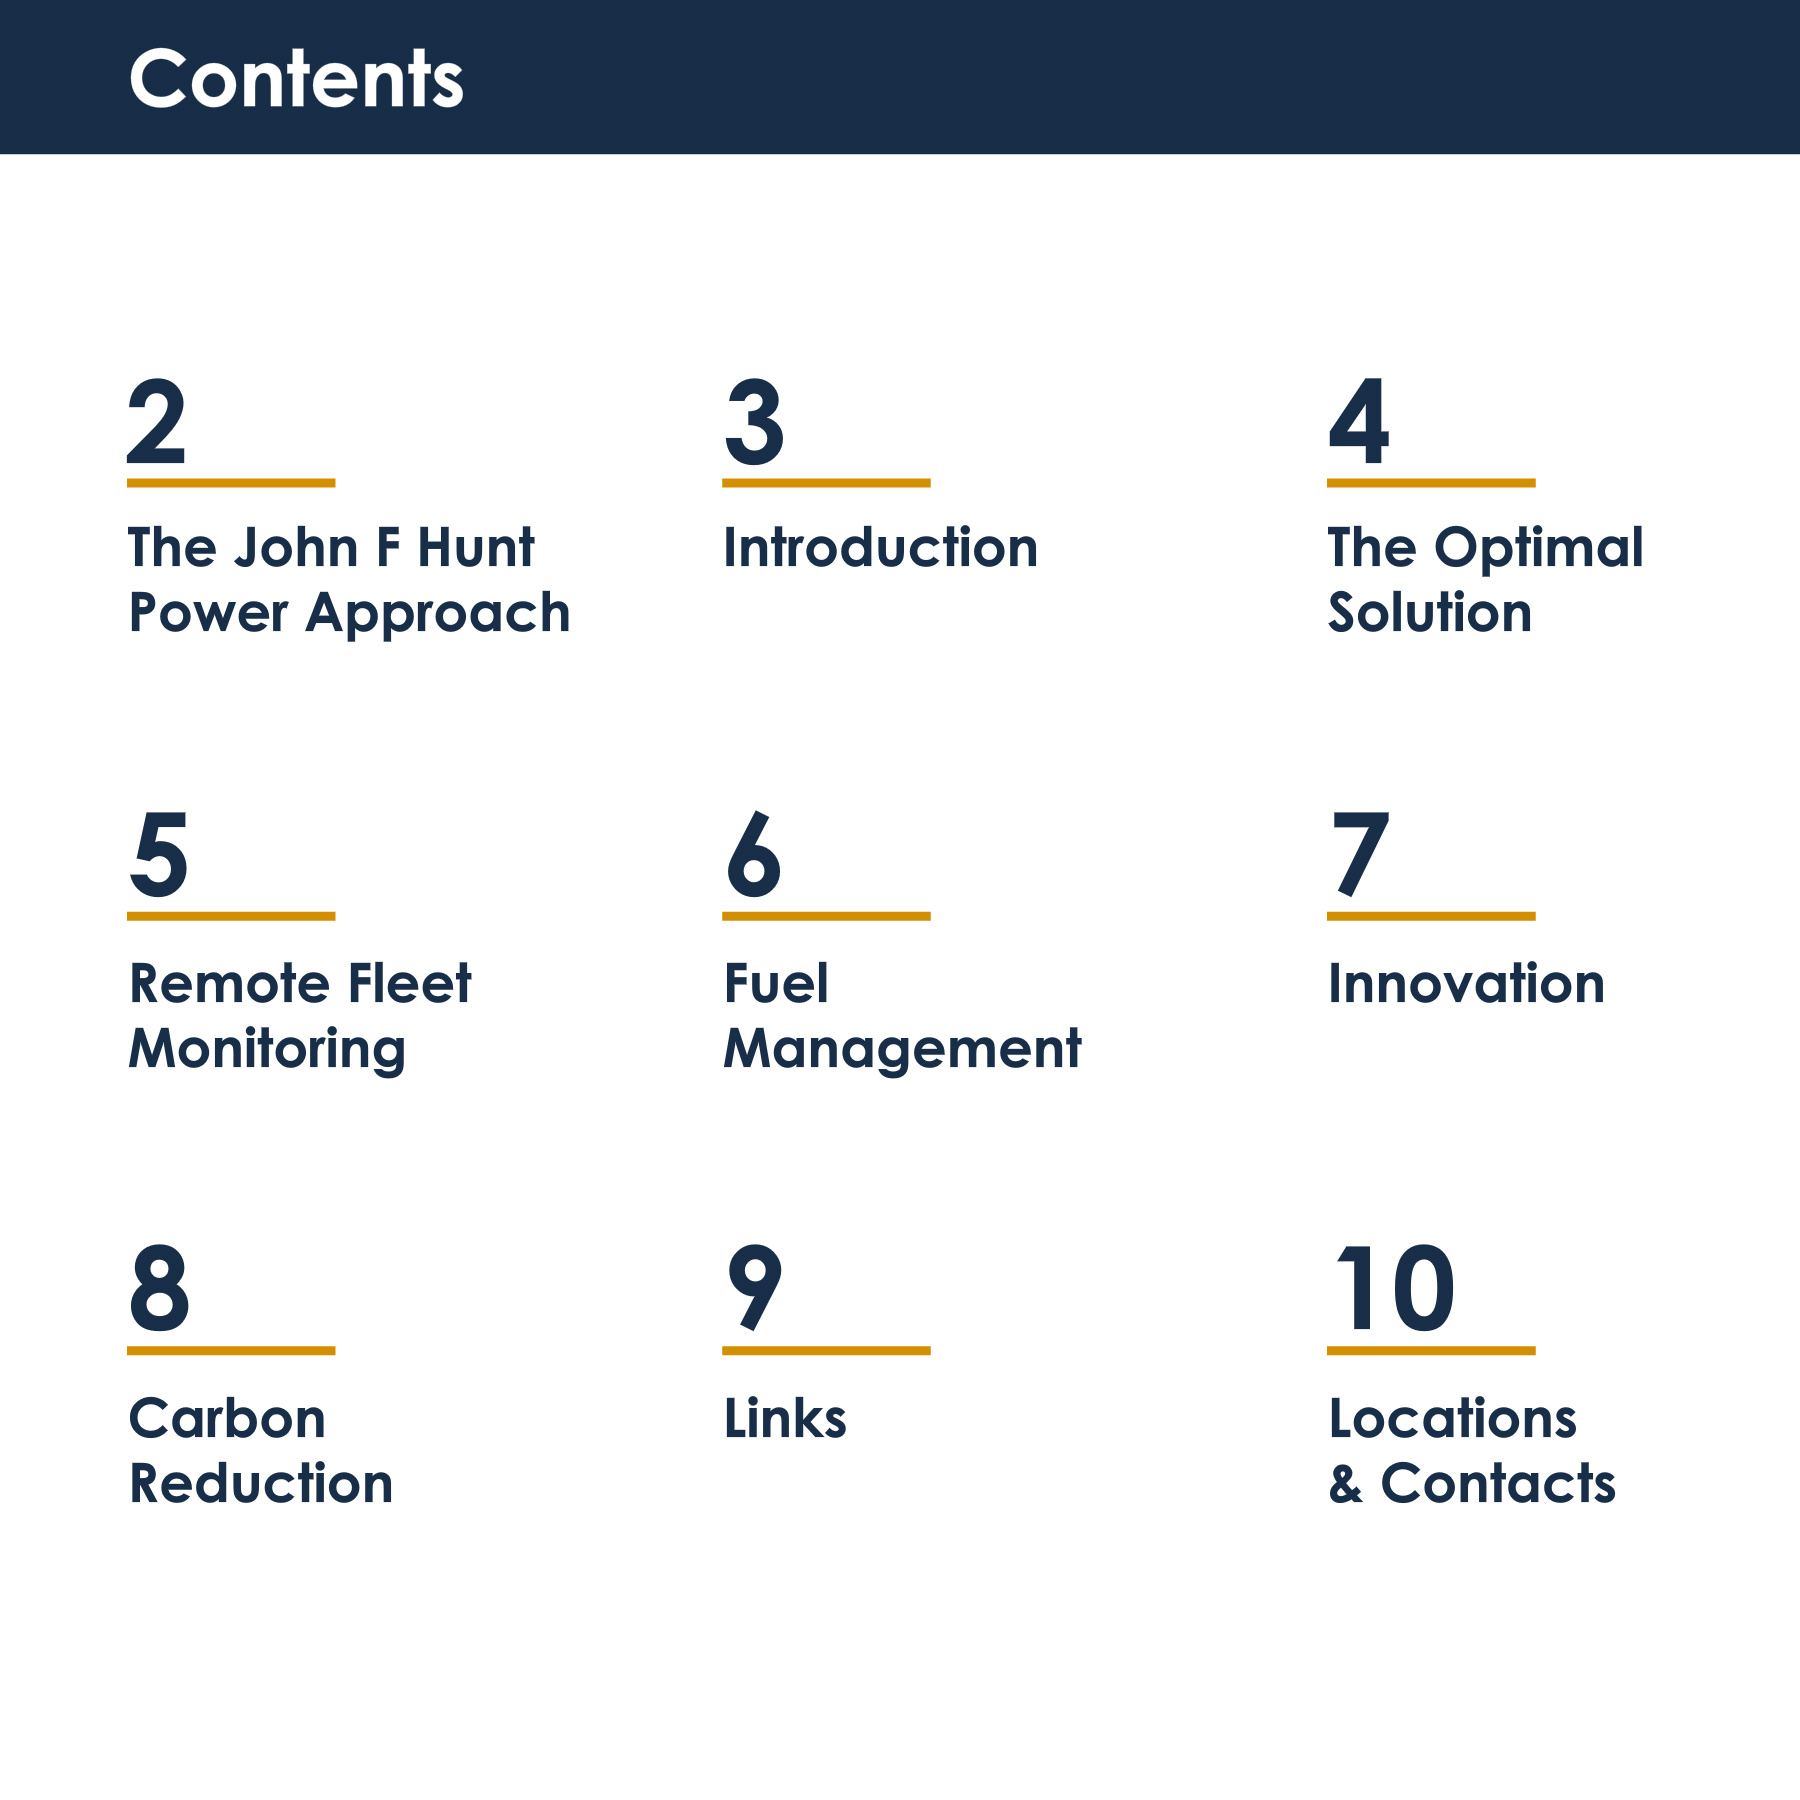 Contents
2
The John F Hunt
Power Approach
3
Introduction
4
The Optimal
Solution
5
Remote Fleet
Monitoring
6
Fuel
Management
7
Innovation
8
Carbon
Reduction
9
Links
10
Locations
& Contacts